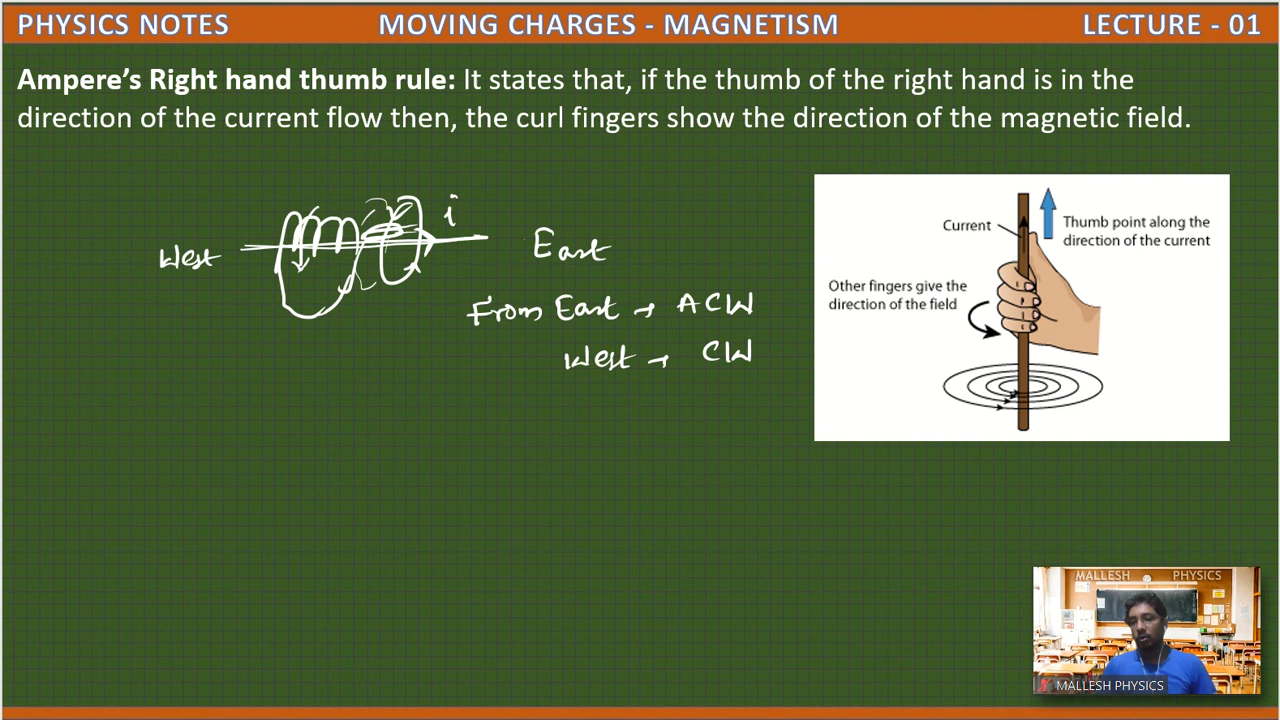 PHYSICS NOTES MOVING CHARGES - MAGNETISM LECTURE - 01
Ampere’s Right hand thumb rule: It states that, if the thumb of the right hand is in the
direction of the current flow then, the curl fingers show the direction of the magnetic field.
i
West
East
From East → ACW
West → CW
Current
Thumb point along the
direction of the current
Other fingers give the
direction of the field
MALLESH PHYSICS
MALLESH PHYSICS